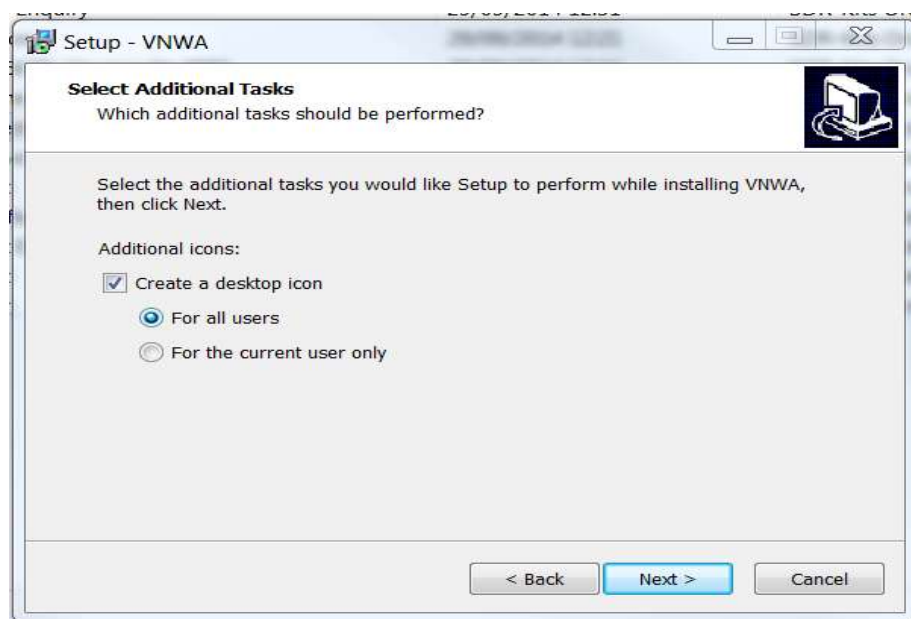 Setup - VNWA
Select Additional Tasks
Which additional tasks should be performed?
Select the additional tasks you would like Setup to perform while installing VNWA,
then click Next.
Additional icons:
Create a desktop icon
For all users
For the current user only
< Back
Next >
Cancel